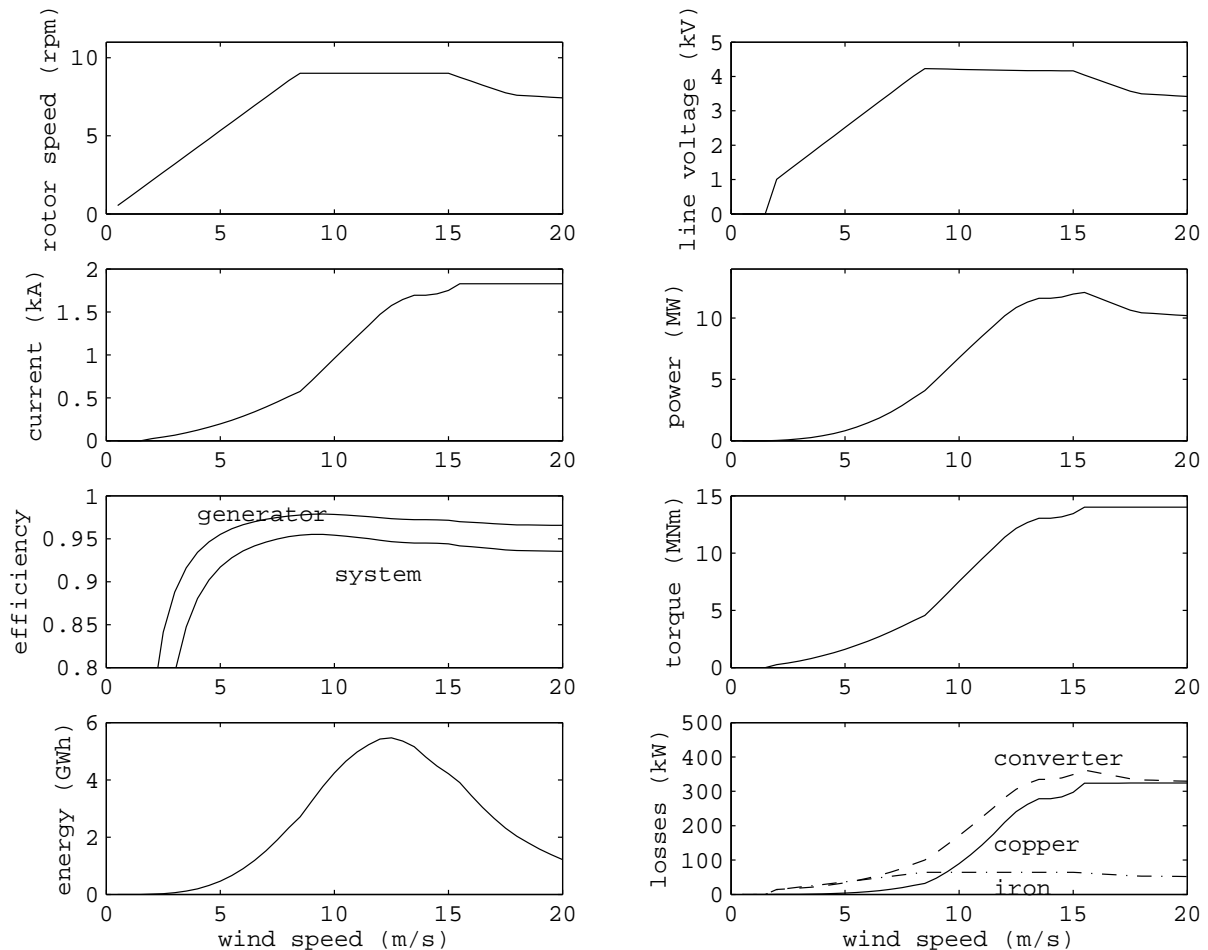 rotor speed (rpm)
10
5
0
0 5 10 15 20
line voltage (kV)
5
4
3
2
1
0
0 5 10 15 20
current (kA)
2
1.5
1
0.5
0
0 5 10 15 20
power (MW)
10
5
0
0 5 10 15 20
efficiency
1
0.95
0.9
0.85
0.8
generator
system
0 5 10 15 20
torque (MNm)
15
10
5
0
0 5 10 15 20
energy (GWh)
6
4
2
0
0 5 10 15 20
wind speed (m/s)
losses (kW)
500
400
300
200
100
0
converter
copper
iron
0 5 10 15 20
wind speed (m/s)